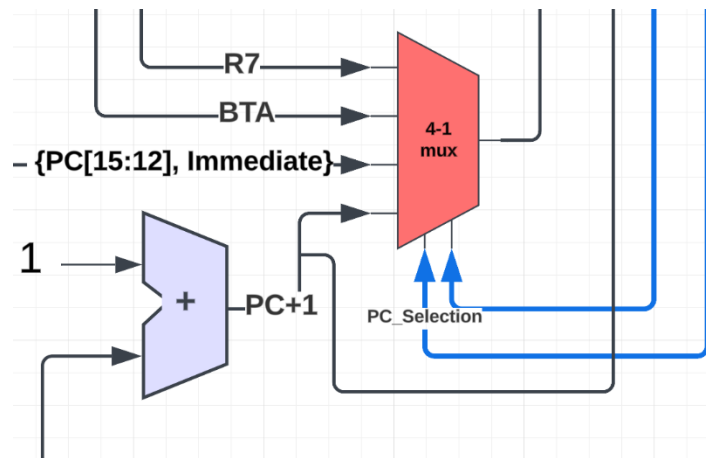 R7
BTA
{PC[15:12], Immediate}
4-1
mux
1
+
PC+1
PC_Selection